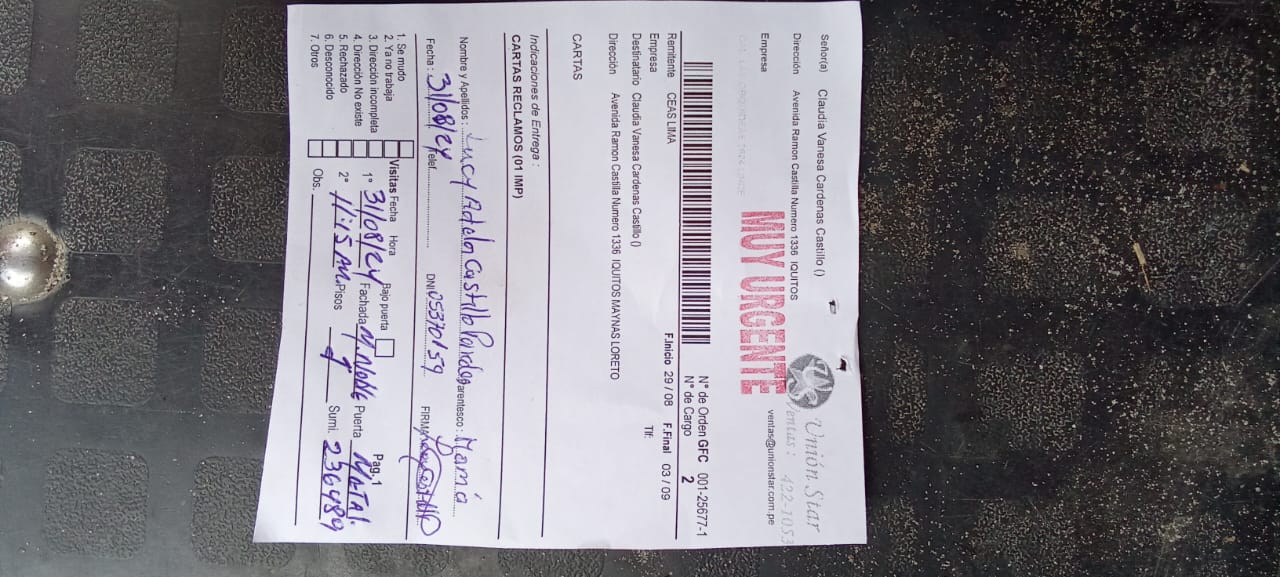 Señor(a) Claudia Vanesa Cardenas Castillo ()
Unión Star
Dirección Avenida Ramon Castilla Numero 1336 IQUITOS
Ventas: 422-1053
Empresa
ventas@unionstar.com.pe
MUY URGENTE
N° de Orden GFC 001-25677-1
N° de Cargo 2
Remitente CEAS LIMA
F.Inicio 29 / 08 F.Final 03 / 09
Empresa
Tlf:
Destinatario Claudia Vanesa Cardenas Castillo ()
Dirección Avenida Ramon Castilla Numero 1336 IQUITOS MAYNAS LORETO
CARTAS
Indicaciones de Entrega :
CARTAS RECLAMOS (01 IMP)
Nombre y Apellidos : Lucy Adela Castillo Paredes Parentesco : Mamá
Fecha : 31/08/24 Telef. DNI 05370159 FIRMA
1. Se mudo
2. Ya no trabaja
3. Dirección incompleta
4. Dirección No existe
5. Rechazado
6. Desconocido
7. Otros
Visitas Fecha Hora Bajo puerta Pag. 1
1° 31/08/24 Fachada Puerta Metal
2° 11:15 AM Pisos 1 Sumi. 2364789
Obs.